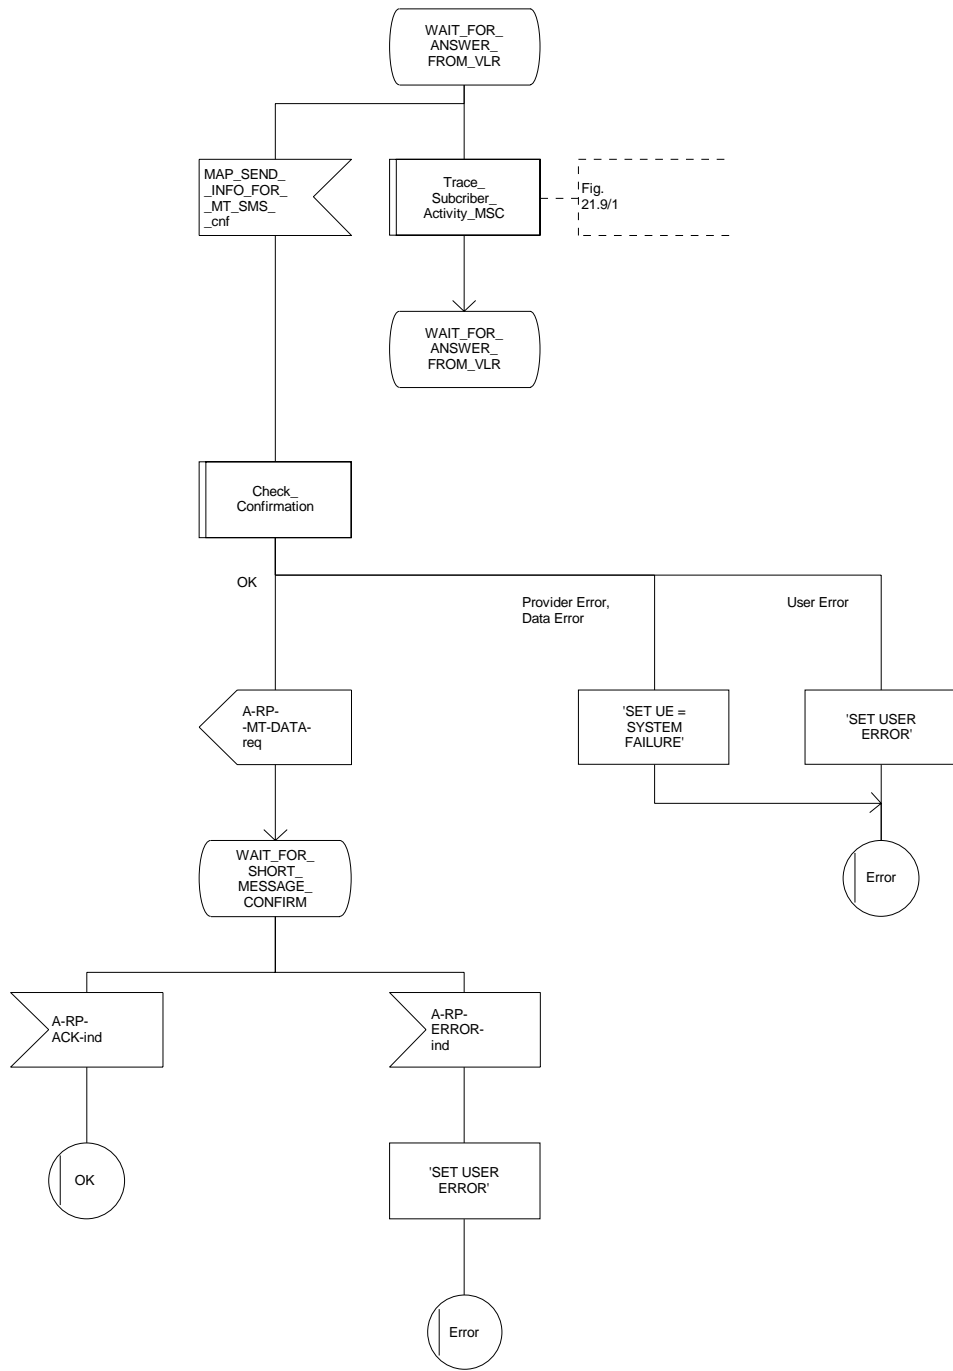 WAIT_FOR_
ANSWER_
FROM_VLR
MAP_SEND_
_INFO_FOR_
_MT_SMS_
_cnf
Trace_
Subcriber_
Activity_MSC
Fig.
21.9/1
WAIT_FOR_
ANSWER_
FROM_VLR
Check_
Confirmation
OK
Provider Error,
Data Error
User Error
A-RP-
-MT-DATA-
req
'SET UE =
SYSTEM
FAILURE'
'SET USER
ERROR'
WAIT_FOR_
SHORT_
MESSAGE_
CONFIRM
Error
A-RP-
ACK-ind
A-RP-
ERROR-
ind
OK
'SET USER
ERROR'
Error